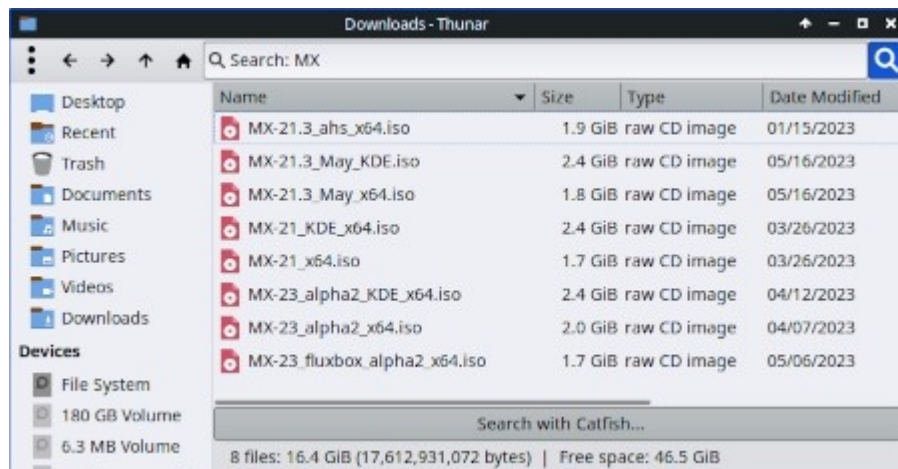 Downloads - Thunar
Search: MX
Name Size Type Date Modified
Desktop
Recent
Trash
Documents
Music
Pictures
Videos
Downloads
Devices
File System
180 GB Volume
6.3 MB Volume
MX-21.3_ahs_x64.iso 1.9 GiB raw CD image 01/15/2023
MX-21.3_May_KDE.iso 2.4 GiB raw CD image 05/16/2023
MX-21.3_May_x64.iso 1.8 GiB raw CD image 05/16/2023
MX-21_KDE_x64.iso 2.4 GiB raw CD image 03/26/2023
MX-21_x64.iso 1.7 GiB raw CD image 03/26/2023
MX-23_alpha2_KDE_x64.iso 2.4 GiB raw CD image 04/12/2023
MX-23_alpha2_x64.iso 2.0 GiB raw CD image 04/07/2023
MX-23_fluxbox_alpha2_x64.iso 1.7 GiB raw CD image 05/06/2023
Search with Catfish...
8 files: 16.4 GiB (17,612,931,072 bytes) | Free space: 46.5 GiB